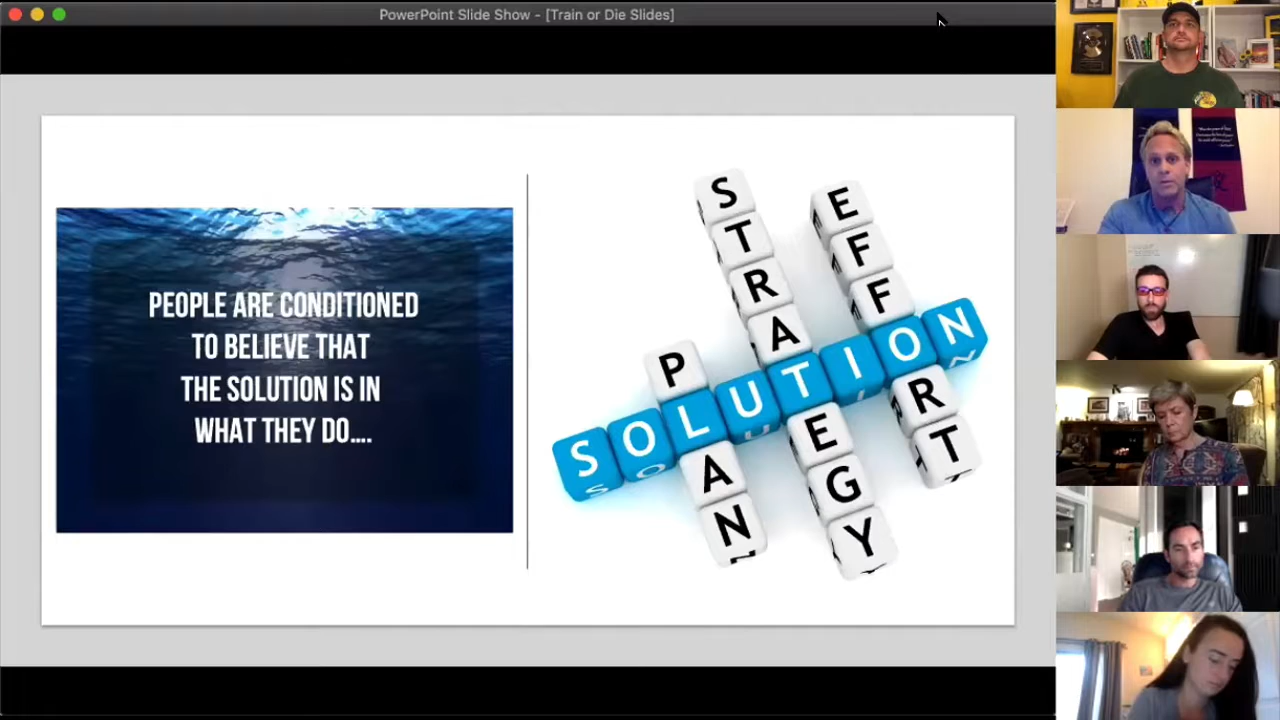 PowerPoint Slide Show - [Train or Die Slides]
PEOPLE ARE CONDITIONED
TO BELIEVE THAT
THE SOLUTION IS IN
WHAT THEY DO....
STRATEGY
EFFORT
PLAN
SOLUTION